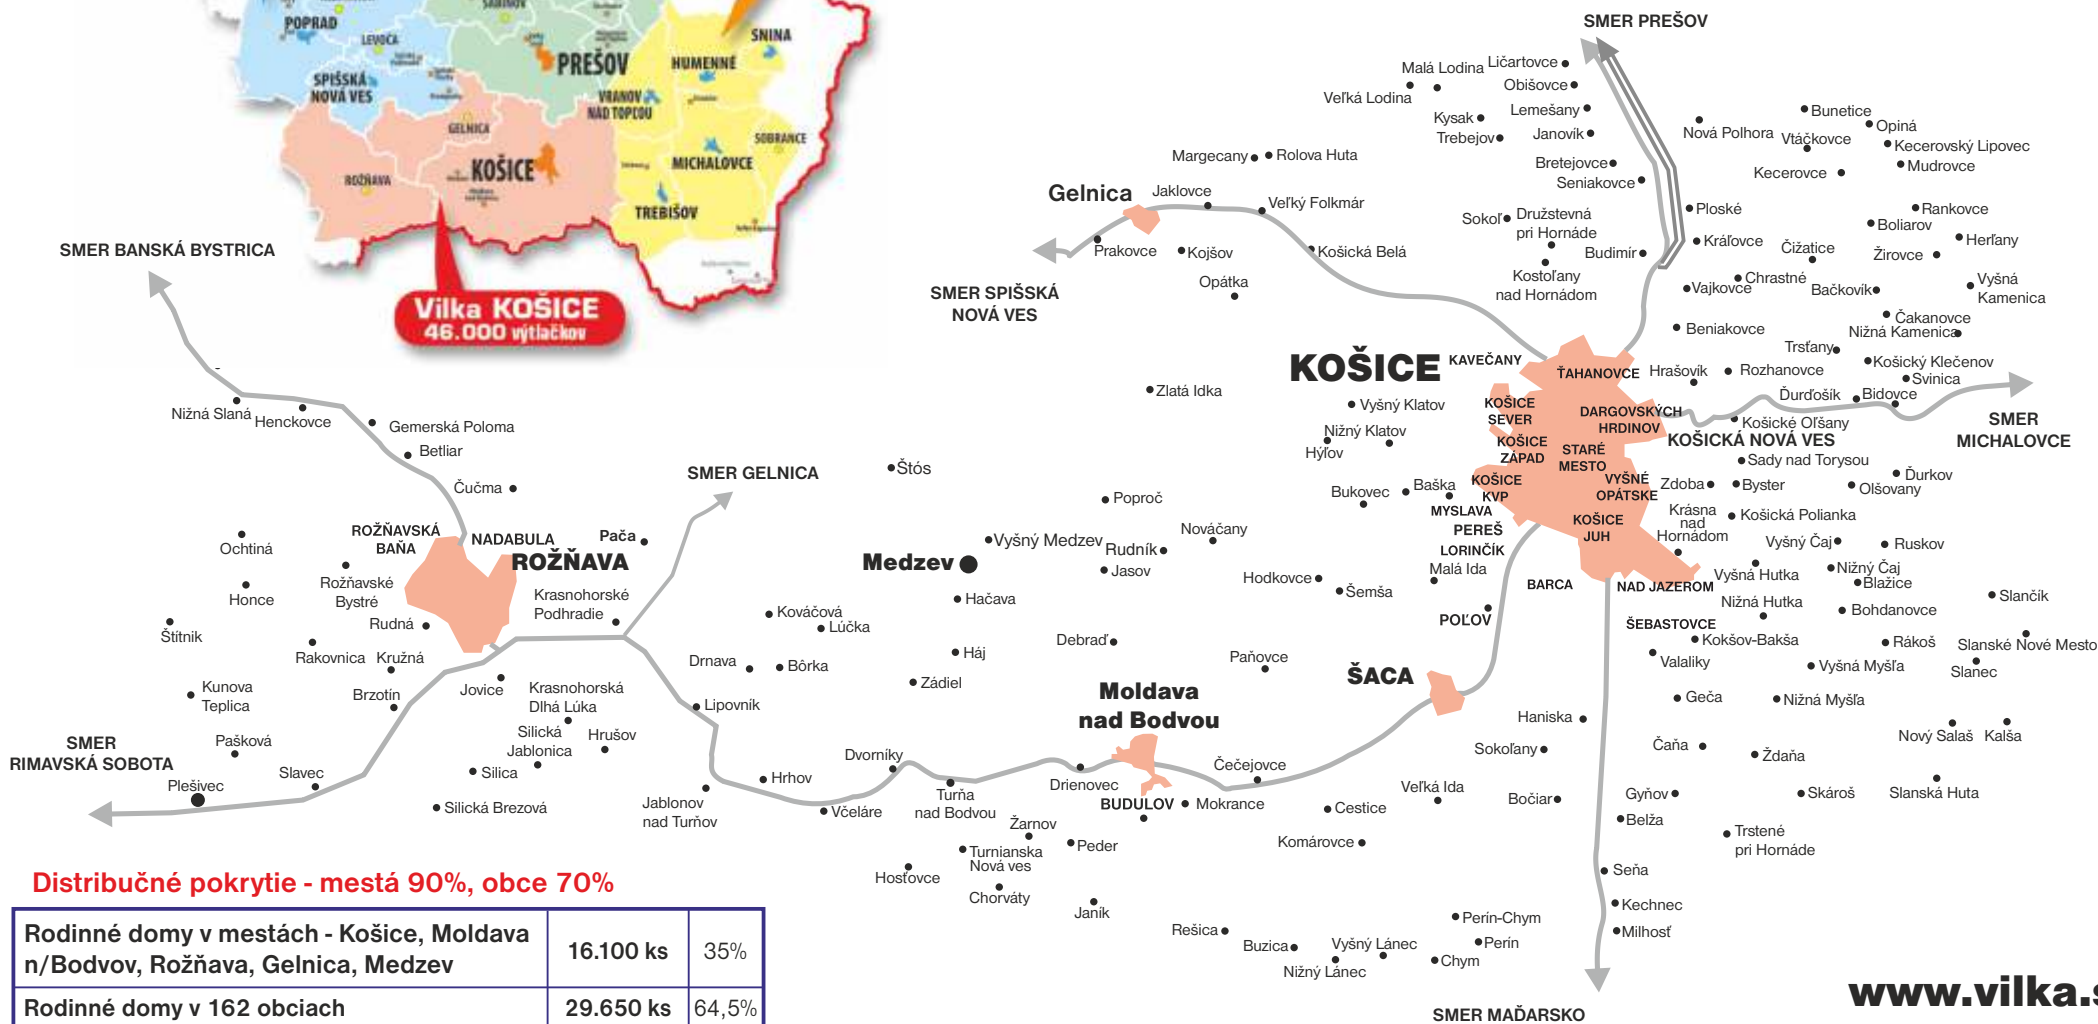 POPRAD
LEVOČA
SPIŠSKÁ
NOVÁ VES
SABINOV
PREŠOV
SNINA
HUMENNÉ
VRANOV
NAD TOPĽOU
GELNICA
SOBRANCE
MICHALOVCE
KOŠICE
ROŽŇAVA
TREBIŠOV
Vilka KOŠICE
46.000 výtlačkov
SMER BANSKÁ BYSTRICA
SMER PREŠOV
Malá Lodina
Ličartovce
Veľká Lodina
Obišovce
Kysak
Lemešany
Trebejov
Janovík
Nová Polhora
Bunetice
Vtáčkovce
Opiná
Kecerovský Lipovec
Mudrovce
Kecerovce
Margecany
Rolova Huta
Bretejovce
Seniakovce
Gelnica
Jaklovce
Veľký Folkmár
Sokoľ
Družstevná
pri Hornáde
Ploské
Rankovce
Boliarov
Prakovce
Kojšov
Košická Belá
Budimír
Kráľovce
Čižatice
Herľany
Žirovce
Opátka
Kostoľany
nad Hornádom
Vajkovce
Chrastné
Bačkovík
Vyšná
Kamenica
SMER SPIŠSKÁ
NOVÁ VES
Čakanovce
Beniakovce
Nižná Kamenica
Trsťany
KOŠICE
KAVEČANY
ŤAHANOVCE
Hrašovík
Rozhanovce
Košický Klečenov
Svinica
Zlatá Idka
Vyšný Klatov
KOŠICE
SEVER
DARGOVSKÝCH
HRDINOV
Ďurďošík
Bidovce
SMER
MICHALOVCE
Nižná Slaná
Henckovce
Gemerská Poloma
Betliar
Nižný Klatov
Hýľov
KOŠICE
ZÁPAD
STARÉ
MESTO
Košické Oľšany
KOŠICKÁ NOVÁ VES
Sady nad Torysou
SMER GELNICA
Štós
Čučma
Poproč
Bukovec
Baška
KOŠICE
KVP
VYŠNÉ
OPÁTSKE
Zdoba
Byster
Ďurkov
Olšovany
MYSLAVA
PEREŠ
KOŠICE
JUH
Krásna
nad
Hornádom
Košická Polianka
ROŽŇAVSKÁ
BAŇA
NADABULA
Pača
ROŽŇAVA
Ochtiná
Vyšný Medzev
Medzev
Nováčany
Rudník
Jasov
LORINČÍK
Malá Ida
Vyšný Čaj
Ruskov
Rožňavské
Bystré
Honce
Hodkovce
Šemša
BARCA
NAD JAZEROM
Vyšná Hutka
Nižný Čaj
Blažice
Krasnohorské
Podhradie
Kováčová
Hačava
Lúčka
Nižná Hutka
Bohdanovce
Slančík
Štítnik
Rudná
POĽOV
ŠEBASTOVCE
Kokšov-Bakša
Rakovnica
Kružná
Drnava
Bôrka
Háj
Debraď
Paňovce
Valaliky
Rákoš
Slanské Nové Mesto
Slanec
Vyšná Myšľa
Kunova
Teplica
Brzotín
Jovice
Krasnohorská
Dlhá Lúka
Zádiel
ŠACA
Lipovník
Moldava
nad Bodvou
Geča
Nižná Myšľa
Haniska
Silická
Jablonica
Hrušov
SMER
RIMAVSKÁ SOBOTA
Pašková
Sokoľany
Čaňa
Ždaňa
Nový Salaš
Kalša
Plešivec
Slavec
Silica
Dvorníky
Hrhov
Drienovec
Čečejovce
Silická Brezová
Jablonov
nad Turňov
Turňa
nad Bodvou
BUDULOV
Mokrance
Veľká Ida
Cestice
Bočiar
Gyňov
Skároš
Slanská Huta
Včeláre
Belža
Žarnov
Peder
Komárovce
Trstené
pri Hornáde
Turnianska
Nová ves
Hosťovce
Chorváty
Janík
Seňa
Kechnec
Milhosť
Rešica
Buzica
Vyšný Lánec
Nižný Lánec
Perín-Chym
Perín
Chym
SMER MAĎARSKO
Distribučné pokrytie - mestá 90%, obce 70%
Rodinné domy v mestách - Košice, Moldava
n/Bodvov, Rožňava, Gelnica, Medzev
16.100 ks
35%
Rodinné domy v 162 obciach
29.650 ks
64,5%
www.vilka.s